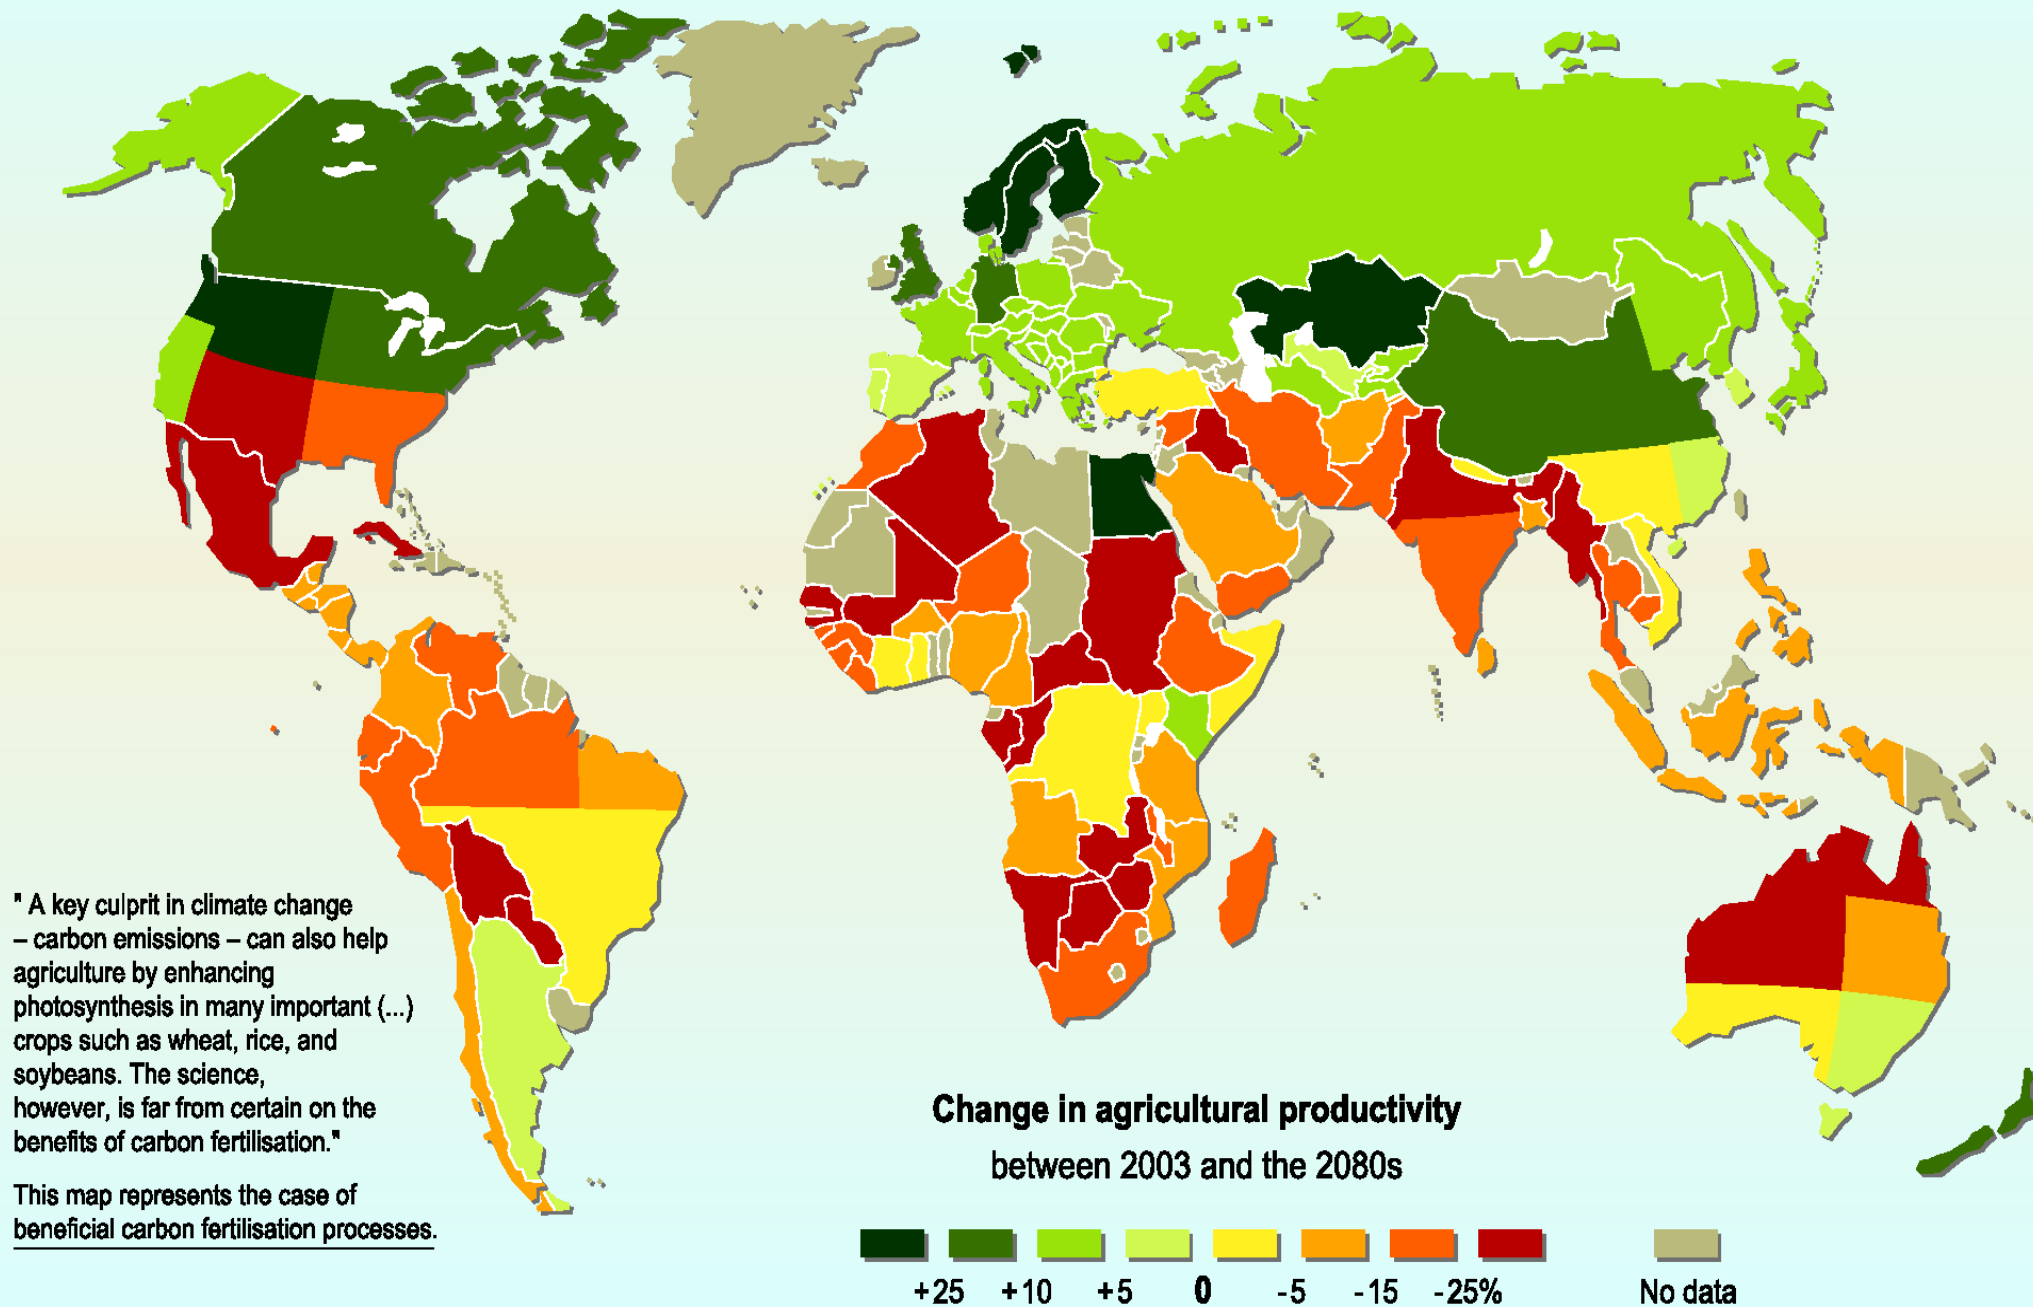 " A key culprit in climate change
– carbon emissions – can also help
agriculture by enhancing
photosynthesis in many important (...)
crops such as wheat, rice, and
soybeans. The science,
however, is far from certain on the
benefits of carbon fertilisation."
This map represents the case of
beneficial carbon fertilisation processes.
Change in agricultural productivity
between 2003 and the 2080s
+25 +10 +5 0 -5 -15 -25% No data